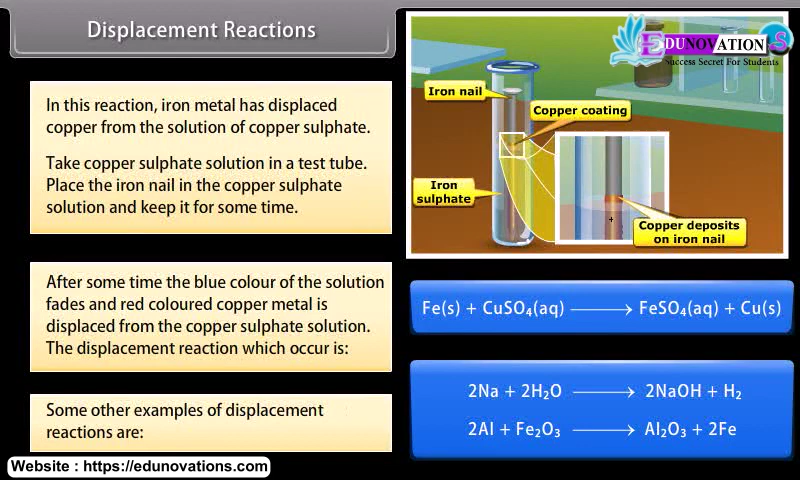 Displacement Reactions
EDUNOVATIONS
Success Secret For Students
In this reaction, iron metal has displaced
copper from the solution of copper sulphate.
Take copper sulphate solution in a test tube.
Place the iron nail in the copper sulphate
solution and keep it for some time.
Iron nail
Copper coating
Iron
sulphate
Copper deposits
on iron nail
After some time the blue colour of the solution
fades and red coloured copper metal is
displaced from the copper sulphate solution.
The displacement reaction which occur is:
Fe(s) + CuSO₄(aq) ⟶ FeSO₄(aq) + Cu(s)
Some other examples of displacement
reactions are:
2Na + 2H₂O ⟶ 2NaOH + H₂
2Al + Fe₂O₃ ⟶ Al₂O₃ + 2Fe
Website : https://edunovations.com